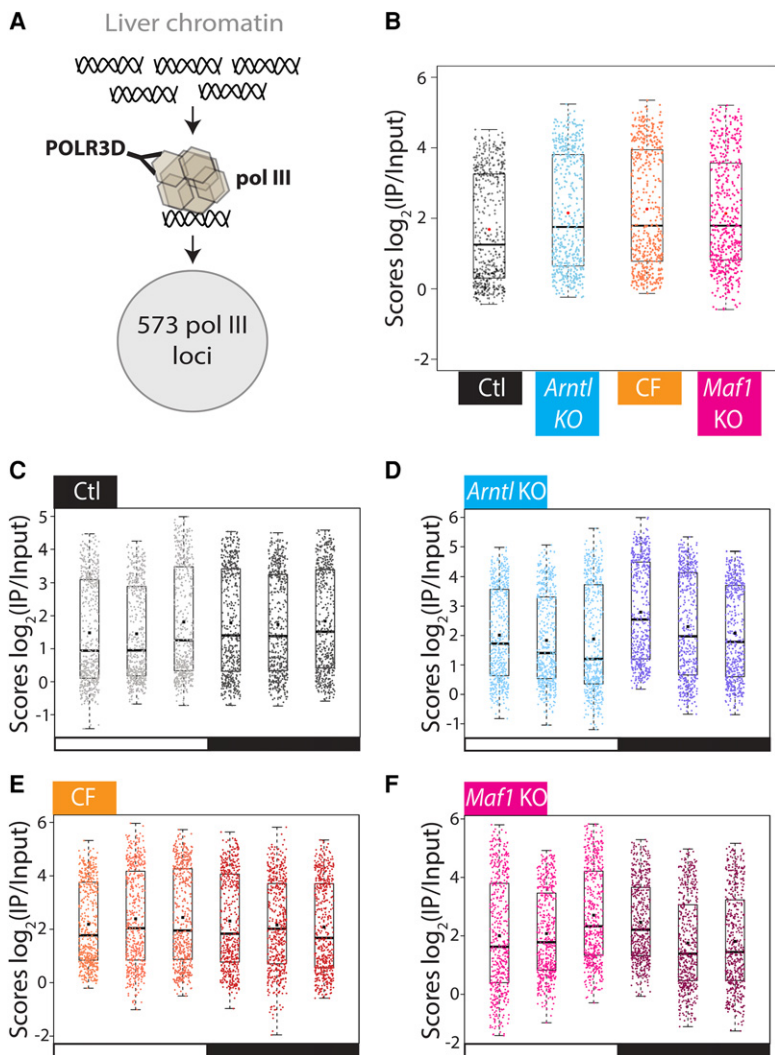 A
Liver chromatin
POLR3D
pol III
573 pol III
loci
B
Scores log2(IP/Input)
6
4
2
0
-2
Ctl
Arntl
KO
CF
Maf1
KO
C
Ctl
Scores log2(IP/Input)
5
4
3
2
1
0
-1
D
Arntl KO
Scores log2(IP/Input)
6
5
4
3
2
1
0
-1
E
CF
Scores log2(IP/Input)
6
4
2
0
-2
F
Maf1 KO
Scores log2(IP/Input)
6
4
2
0
-2